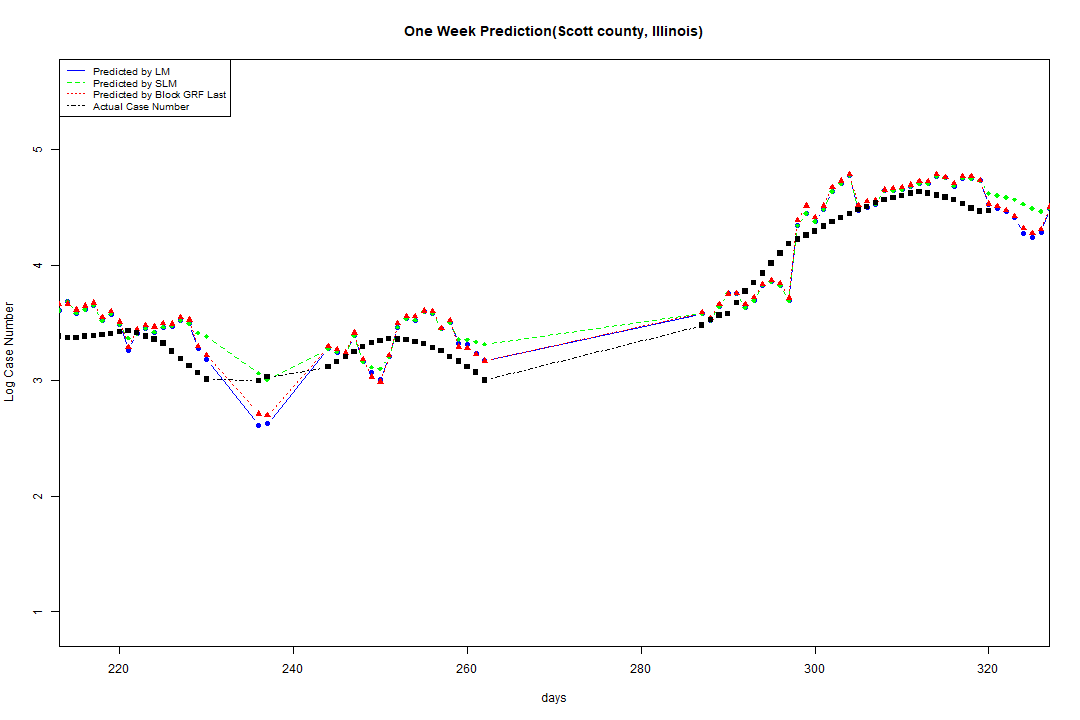 One Week Prediction(Scott county, Illinois)
Predicted by LM
Predicted by SLM
Predicted by Block GRF Last
Actual Case Number
5
4
3
2
1
Log Case Number
220 240 260 280 300 320
days